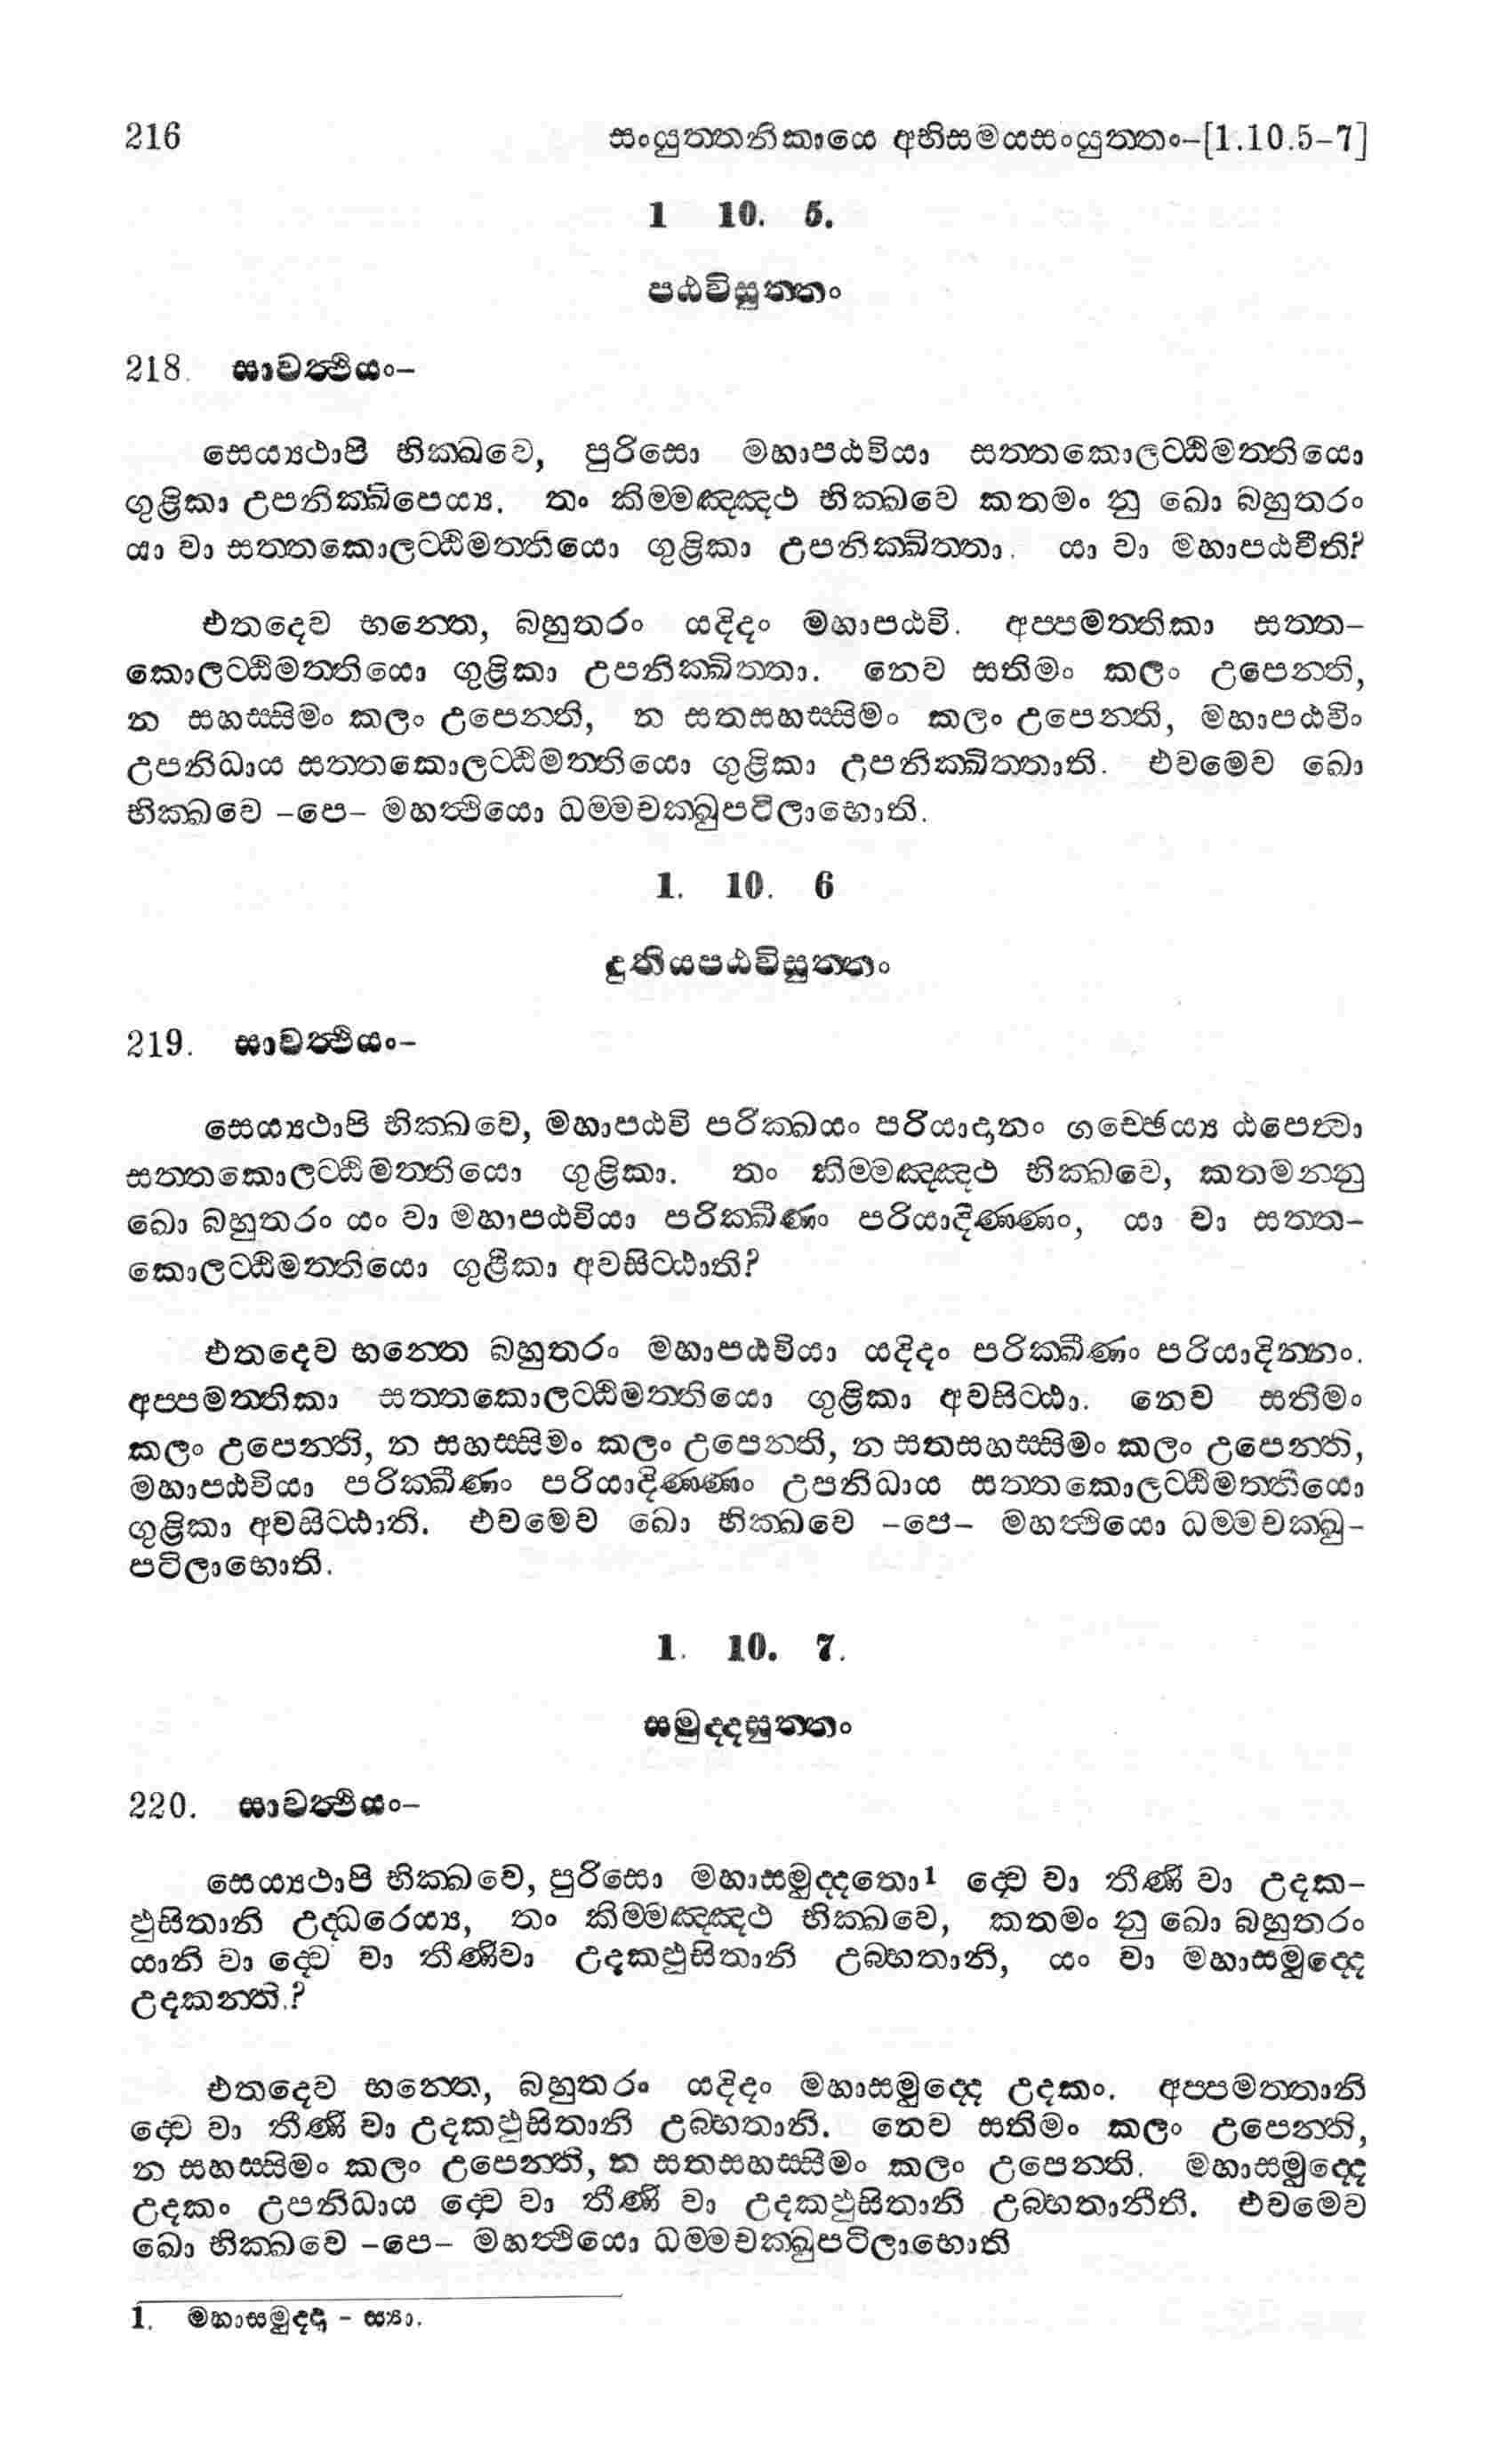 216 සංයුත්තනිකායෙ අභිසමයසංයුත්තං–[1.10.5–7]
1 10. 5.
පඨවිසුත්තං
218. සාවත්ථියං–
සෙය්‍යථාපි භික්ඛවෙ, පුරිසො මහාපඨවියා සත්තකොලට්ඨිමත්තියො
ගුළිකා උපනික්ඛිපෙය්‍ය. තං කිම්මඤ්ඤථ භික්ඛවෙ කතමං නු ඛො බහුතරං
යා වා සත්තකොලට්ඨිමත්තියො ගුළිකා උපනික්ඛිත්තා. යා වා මහාපඨවීති?
එතදෙව භන්තෙ, බහුතරං යදිදං මහාපඨවි. අප්පමත්තිකා සත්ත–
කොලට්ඨිමත්තියො ගුළිකා උපනික්ඛිත්තා. නෙව සතිමං කලං උපෙන්ති,
න සහස්සිමං කලං උපෙන්ති, න සතසහස්සිමං කලං උපෙන්ති, මහාපඨවිං
උපනිධාය සත්තකොලට්ඨිමත්තියො ගුළිකා උපනික්ඛිත්තාති. එවමෙව ඛො
භික්ඛවෙ –පෙ– මහත්ථියො ධම්මචක්ඛුපටිලාභොති.
1. 10. 6
දුතියපඨවිසුත්තං
219. සාවත්ථියං–
සෙය්‍යථාපි භික්ඛවෙ, මහාපඨවි පරික්ඛයං පරියාදානං ගච්ඡෙය්‍ය ඨපෙත්වා
සත්තකොලට්ඨිමත්තියො ගුළිකා. තං කිම්මඤ්ඤථ භික්ඛවෙ, කතමන්නු
ඛො බහුතරං යං වා මහාපඨවියා පරික්ඛීණං පරියාදිණ්ණං, යා වා සත්ත–
කොලට්ඨිමත්තියො ගුළිකා අවසිට්ඨාති?
එතදෙව භන්තෙ බහුතරං මහාපඨවියා යදිදං පරික්ඛීණං පරියාදින්නං.
අප්පමත්තිකා සත්තකොලට්ඨිමත්තියො ගුළිකා අවසිට්ඨා. නෙව සතිමං
කලං උපෙන්ති, න සහස්සිමං කලං උපෙන්ති, න සතසහස්සිමං කලං උපෙන්ති,
මහාපඨවියා පරික්ඛීණං පරියාදිණ්ණං උපනිධාය සත්තකොලට්ඨිමත්තියො
ගුළිකා අවසිට්ඨාති. එවමෙව ඛො භික්ඛවෙ –පෙ– මහත්ථියො ධම්මචක්ඛු–
පටිලාභොති.
1. 10. 7.
සමුද්දසුත්තං
220. සාවත්ථියං–
සෙය්‍යථාපි භික්ඛවෙ, පුරිසො මහාසමුද්දතො1 ද්වෙ වා තීණි වා උදක–
ඵුසිතානි උද්ධරෙය්‍ය, තං කිම්මඤ්ඤථ භික්ඛවෙ, කතමං නු ඛො බහුතරං
යානි වා ද්වෙ වා තීණිවා උදකඵුසිතානි උබ්භතානි, යං වා මහාසමුද්දෙ
උදකන්ති.?
එතදෙව භන්තෙ, බහුතරං යදිදං මහාසමුද්දෙ උදකං. අප්පමත්තානි
ද්වෙ වා තීණි වා උදකඵුසිතානි උබ්භතානි. නෙව සතිමං කලං උපෙන්ති,
න සහස්සිමං කලං උපෙන්ති, න සතසහස්සිමං කලං උපෙන්ති. මහාසමුද්දෙ
උදකං උපනිධාය ද්වෙ වා තීණි වා උදකඵුසිතානි උබ්භතානීති. එවමෙව
ඛො භික්ඛවෙ –පෙ– මහත්ථියො ධම්මචක්ඛුපටිලාභොති
1. මහාසමුද්දා – ස්‍යා.